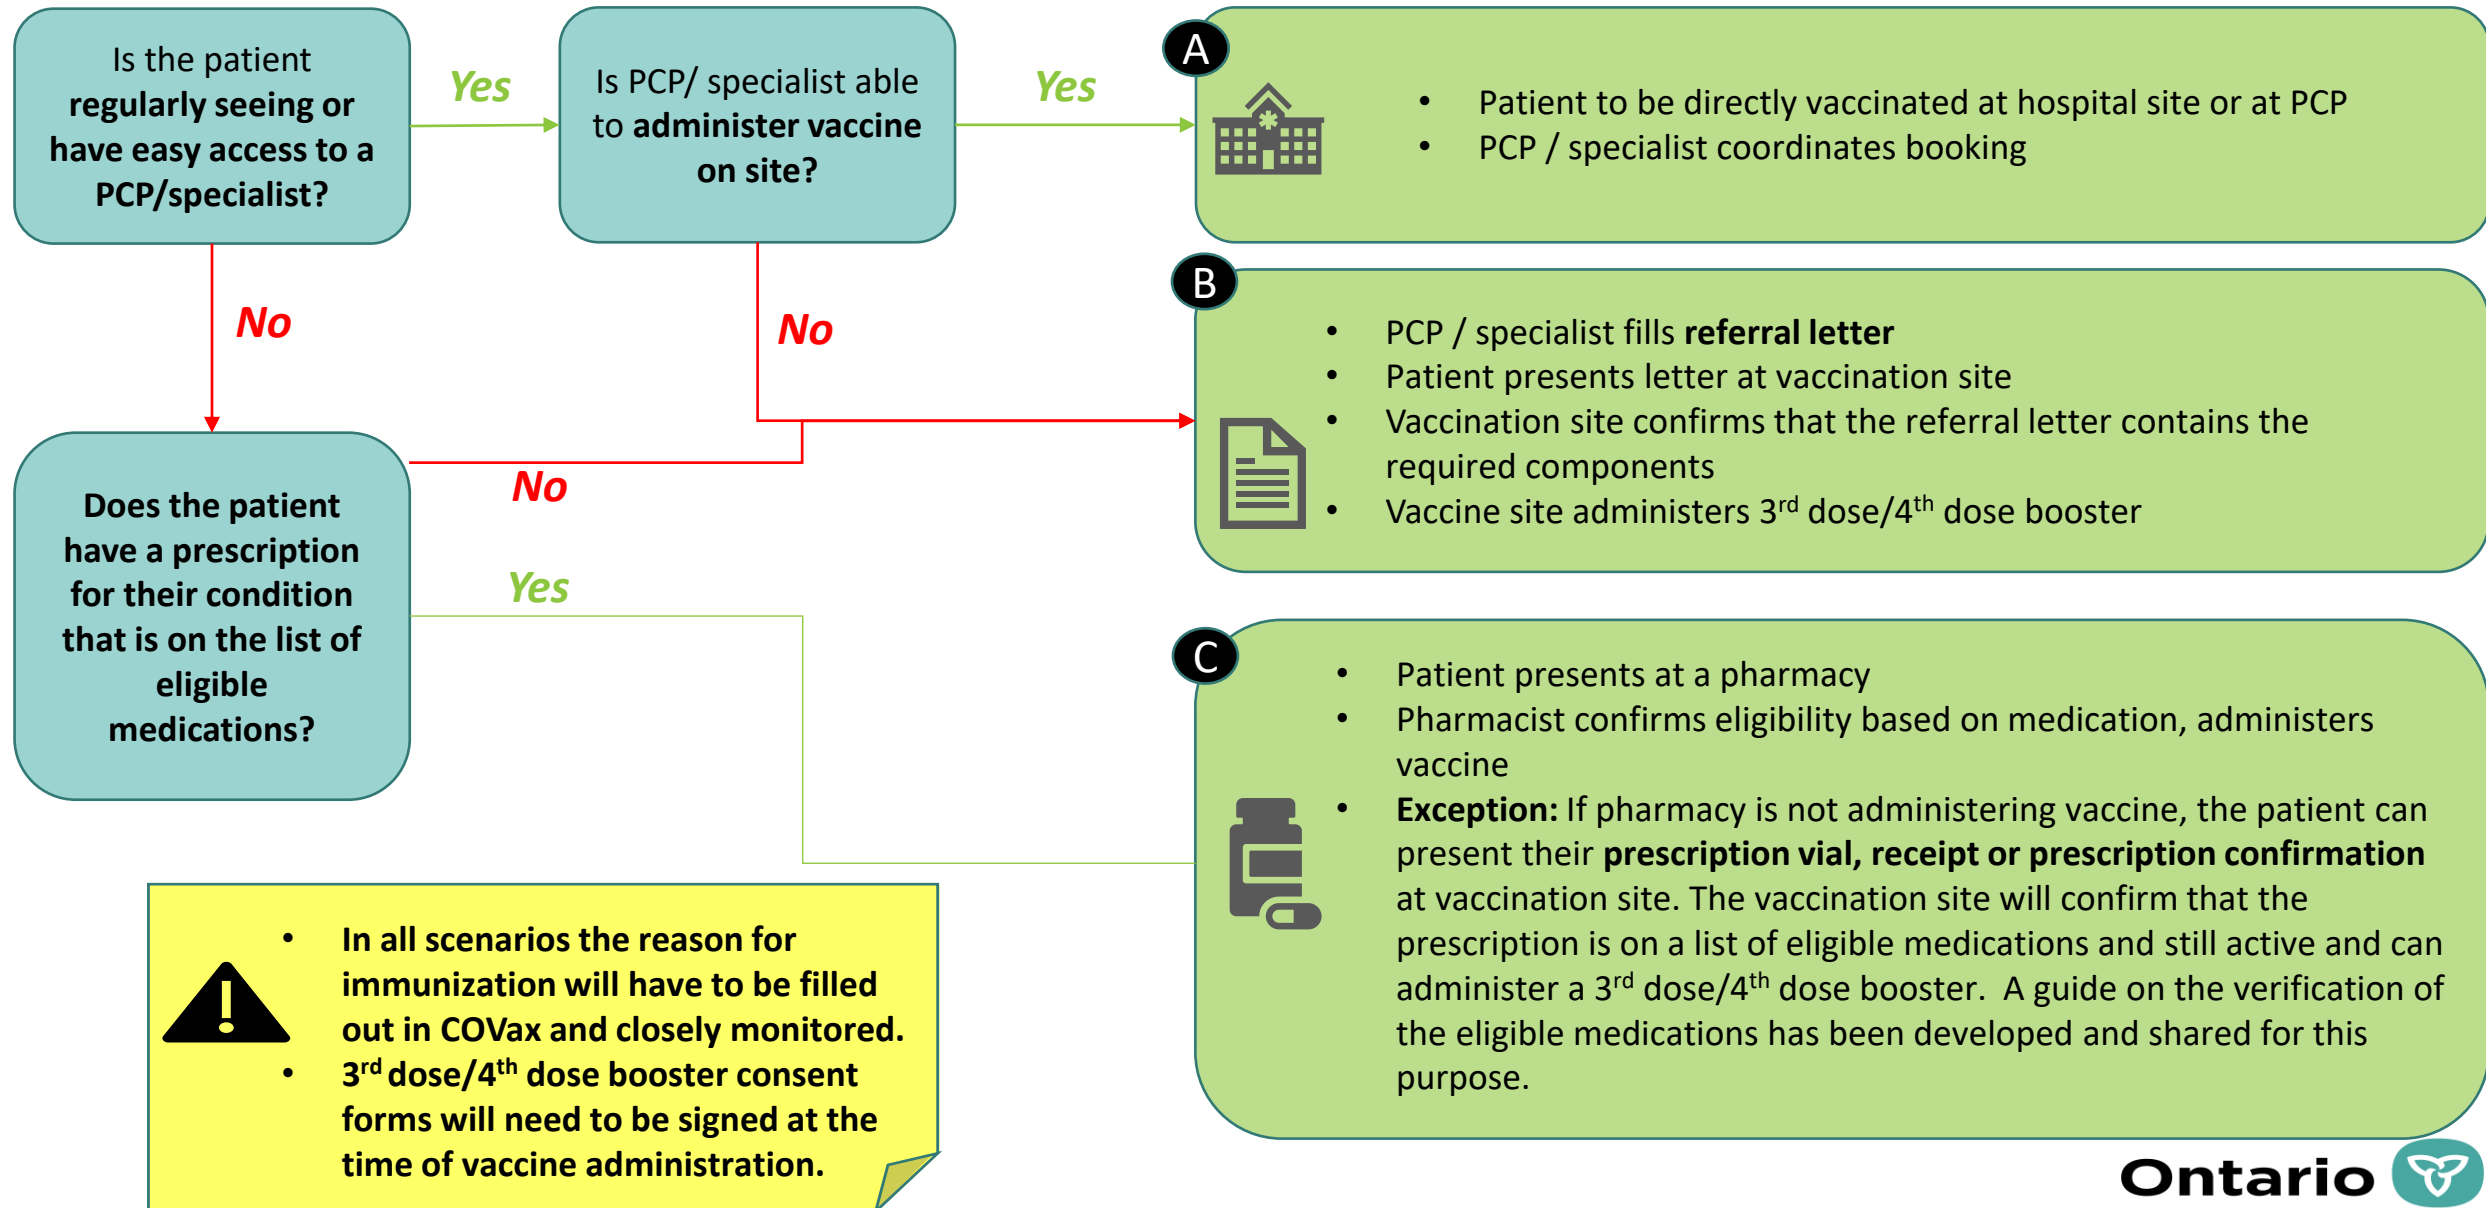 Is the patient
regularly seeing or
have easy access to a
PCP/specialist?
Yes
Is PCP/ specialist able
to administer vaccine
on site?
Yes
A
• Patient to be directly vaccinated at hospital site or at PCP
• PCP / specialist coordinates booking
No
No
B
• PCP / specialist fills referral letter
• Patient presents letter at vaccination site
• Vaccination site confirms that the referral letter contains the
required components
• Vaccine site administers 3rd dose/4th dose booster
Does the patient
have a prescription
for their condition
that is on the list of
eligible
medications?
No
Yes
C
• Patient presents at a pharmacy
• Pharmacist confirms eligibility based on medication, administers
vaccine
• Exception: If pharmacy is not administering vaccine, the patient can
present their prescription vial, receipt or prescription confirmation
at vaccination site. The vaccination site will confirm that the
prescription is on a list of eligible medications and still active and can
administer a 3rd dose/4th dose booster.  A guide on the verification of
the eligible medications has been developed and shared for this
purpose.
• In all scenarios the reason for
immunization will have to be filled
out in COVax and closely monitored.
• 3rd dose/4th dose booster consent
forms will need to be signed at the
time of vaccine administration.
Ontario